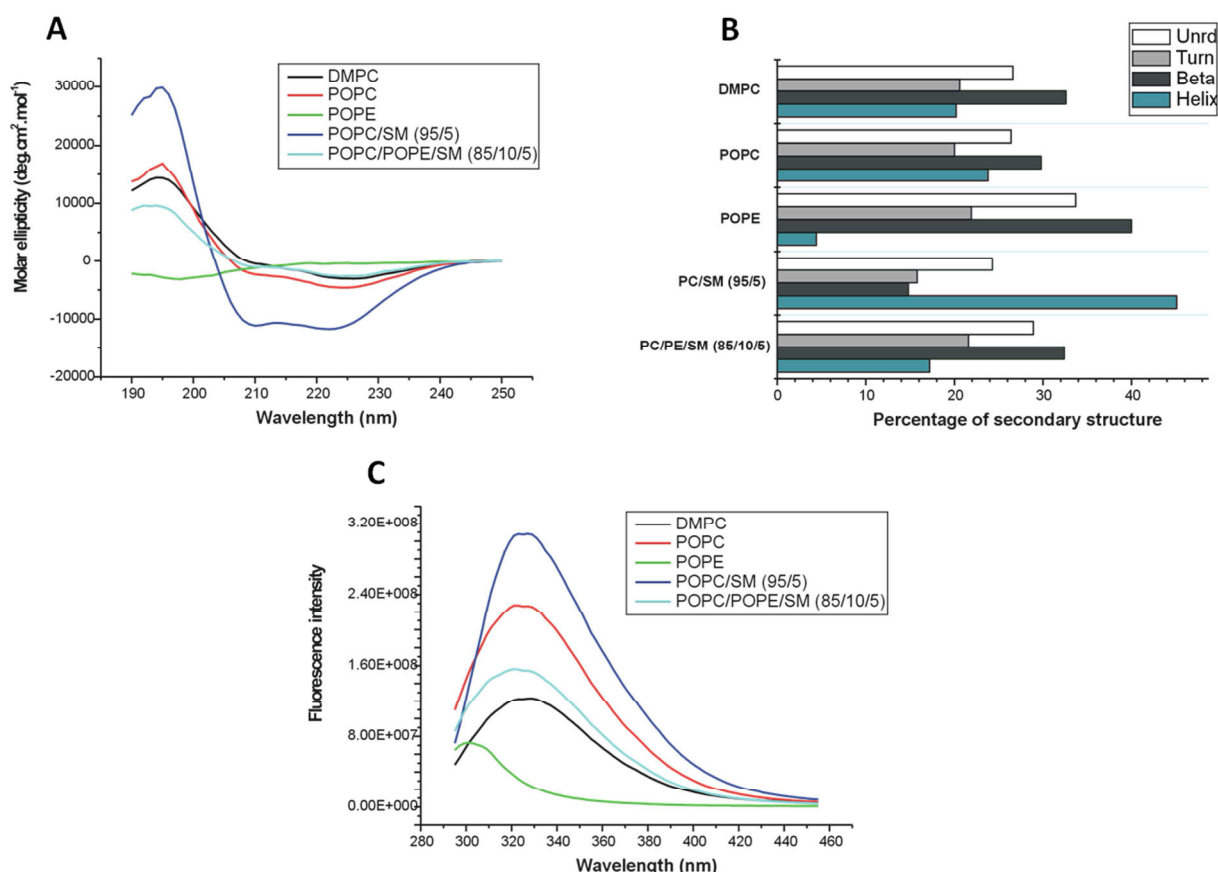 A
Molar ellipticity (deg.cm².mol⁻¹)
30000
20000
10000
0
-10000
-20000
190
200
210
220
230
240
250
Wavelength (nm)
DMPC
POPC
POPE
POPC/SM (95/5)
POPC/POPE/SM (85/10/5)
B
Unrd
Turn
Beta
Helix
DMPC
POPC
POPE
PC/SM (95/5)
PC/PE/SM (85/10/5)
0
10
20
30
40
Percentage of secondary structure
C
Fluorescence intensity
3.20E+008
2.40E+008
1.60E+008
8.00E+007
0.00E+000
280
300
320
340
360
380
400
420
440
460
Wavelength (nm)
DMPC
POPC
POPE
POPC/SM (95/5)
POPC/POPE/SM (85/10/5)